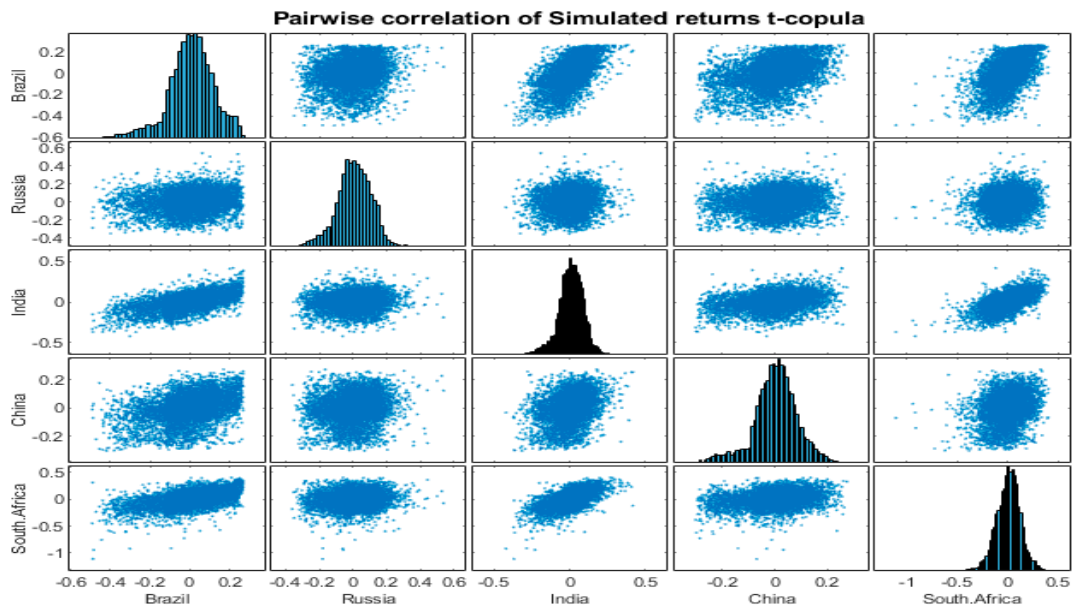 Pairwise correlation of Simulated returns t-copula
Brazil
0.2
0
-0.2
-0.4
-0.6
Russia
0.6
0.4
0.2
0
-0.2
-0.4
India
0.5
0
-0.5
China
0.2
0
-0.2
South.Africa
0.5
0
-0.5
-1
-0.6 -0.4 -0.2 0 0.2
-0.2 0 0.2 0.4 0.6
-0.5 0 0.5
-0.2 0 0.2
-1 -0.5 0 0.5
Brazil
Russia
India
China
South.Africa